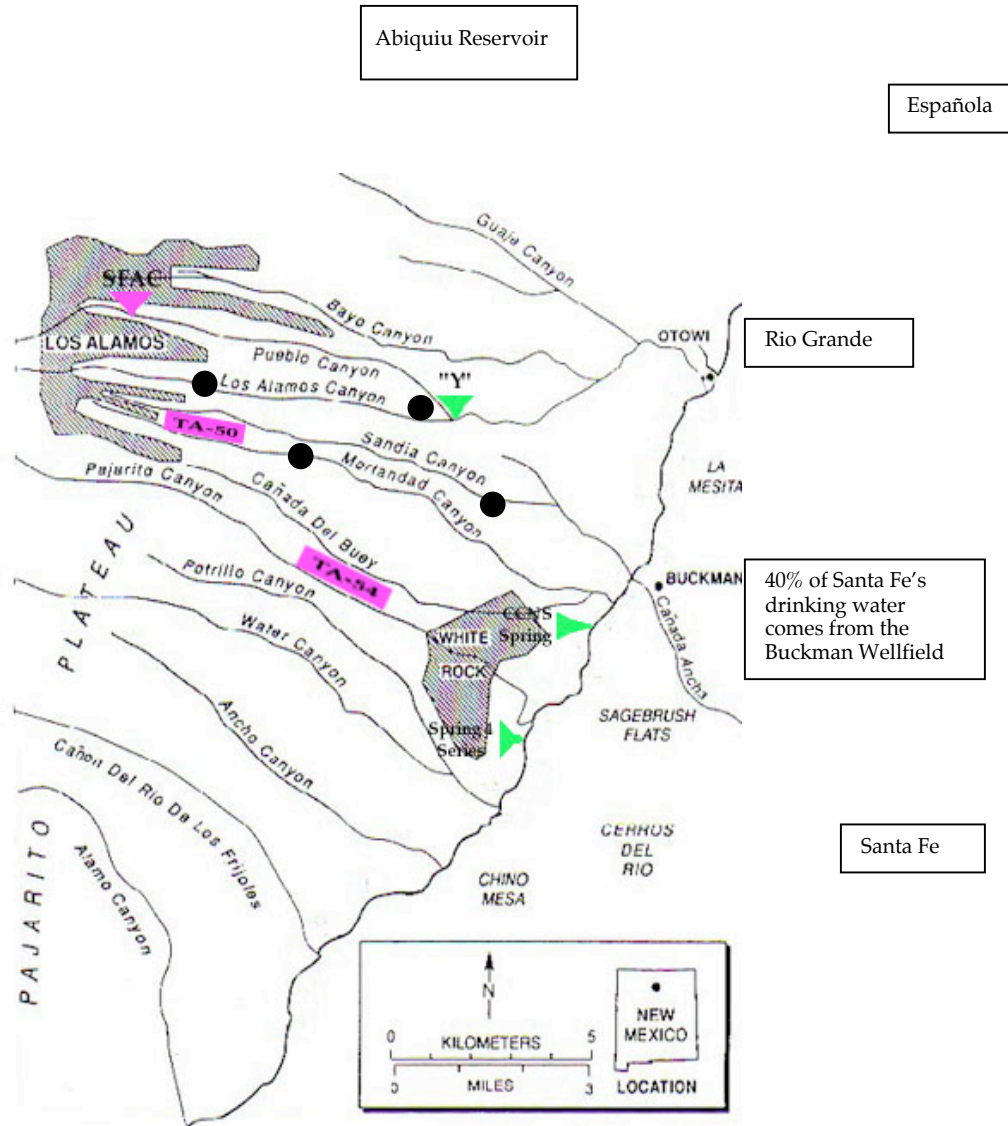 Abiquiu Reservoir
Española
Guaje Canyon
SFAC
Bayo Canyon
OTOWI
Rio Grande
LOS ALAMOS
Pueblo Canyon
"Y"
Los Alamos Canyon
TA-50
Sandia Canyon
Mortandad Canyon
LA
MESITA
Pajarito Canyon
Cañada Del Buey
TA-54
BUCKMAN
40% of Santa Fe's
drinking water
comes from the
Buckman Wellfield
Potrillo Canyon
CCNS
Spring
WHITE
ROCK
Cañada Ancha
Water Canyon
SAGEBRUSH
FLATS
Spring 4
Series
Ancho Canyon
Cañon Del Rio De Los Frijoles
CERROS
DEL
RIO
Santa Fe
CHINO
MESA
Alamo Canyon
PAJARITO
PLATEAU
N
0 5
KILOMETERS
0 3
MILES
NEW
MEXICO
LOCATION